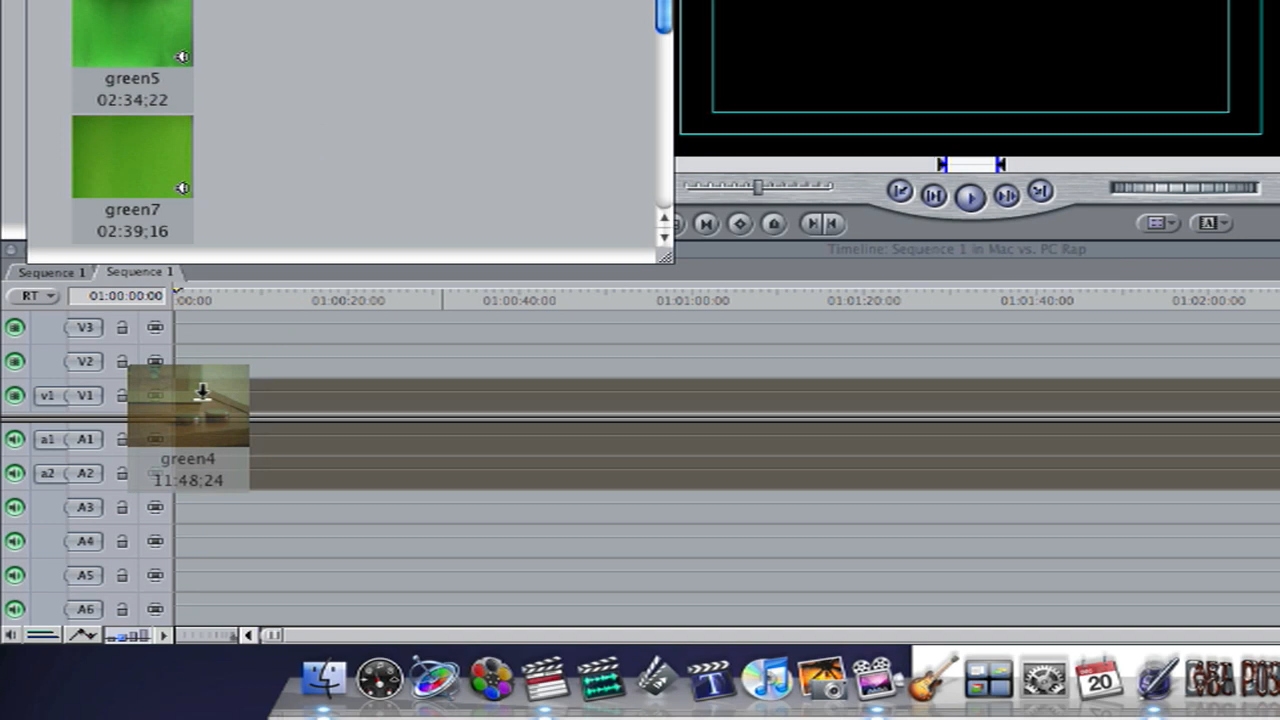 green5
02:34;22
green7
02:39;16
Timeline: Sequence 1 in Mac vs. PC Rap
Sequence 1
Sequence 1
RT
01:00:00:00
00:00
01:00:20:00
01:00:40:00
01:01:00:00
01:01:20:00
01:01:40:00
01:02:00:00
V3
V2
v1 V1
a1 A1
a2 A2
green4
11:48;24
A3
A4
A5
A6
A
T
DEC
20